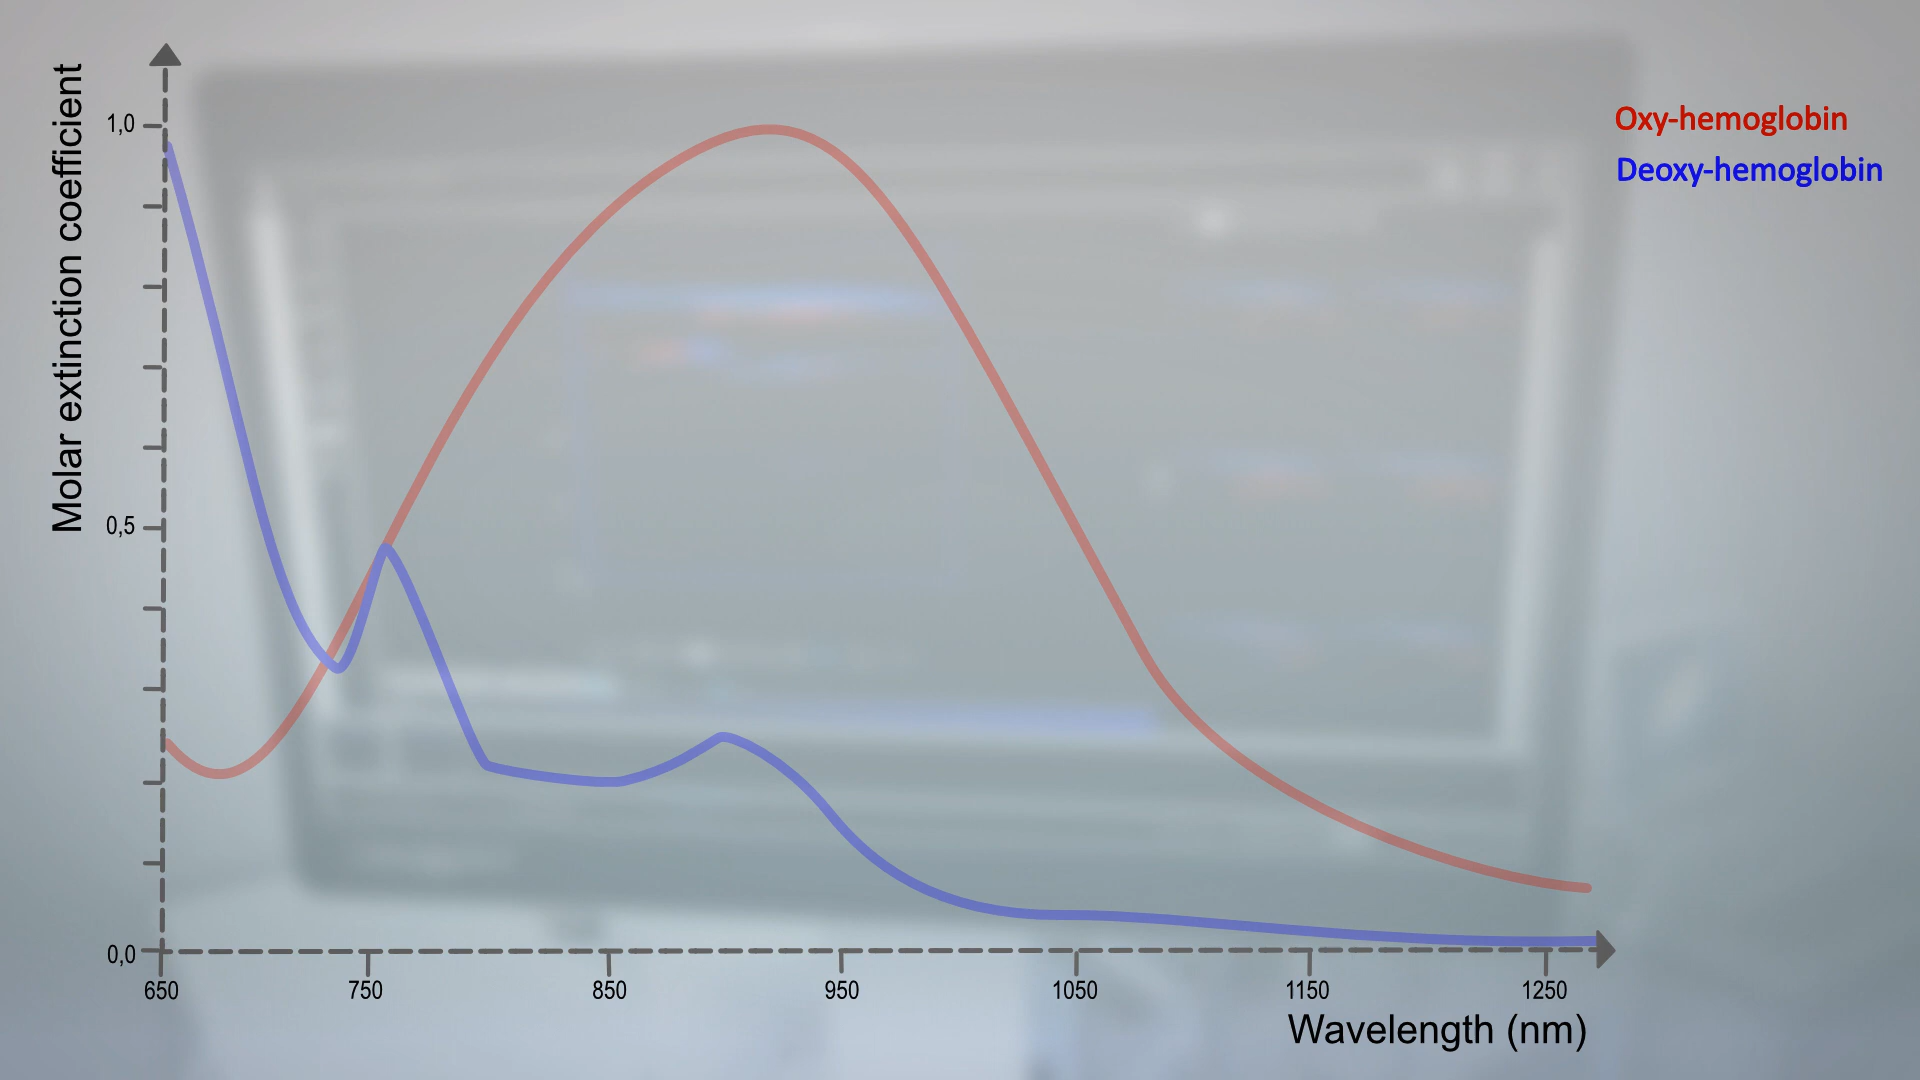 Molar extinction coefficient
1,0
0,5
0,0
650 750 850 950 1050 1150 1250
Wavelength (nm)
Oxy-hemoglobin
Deoxy-hemoglobin